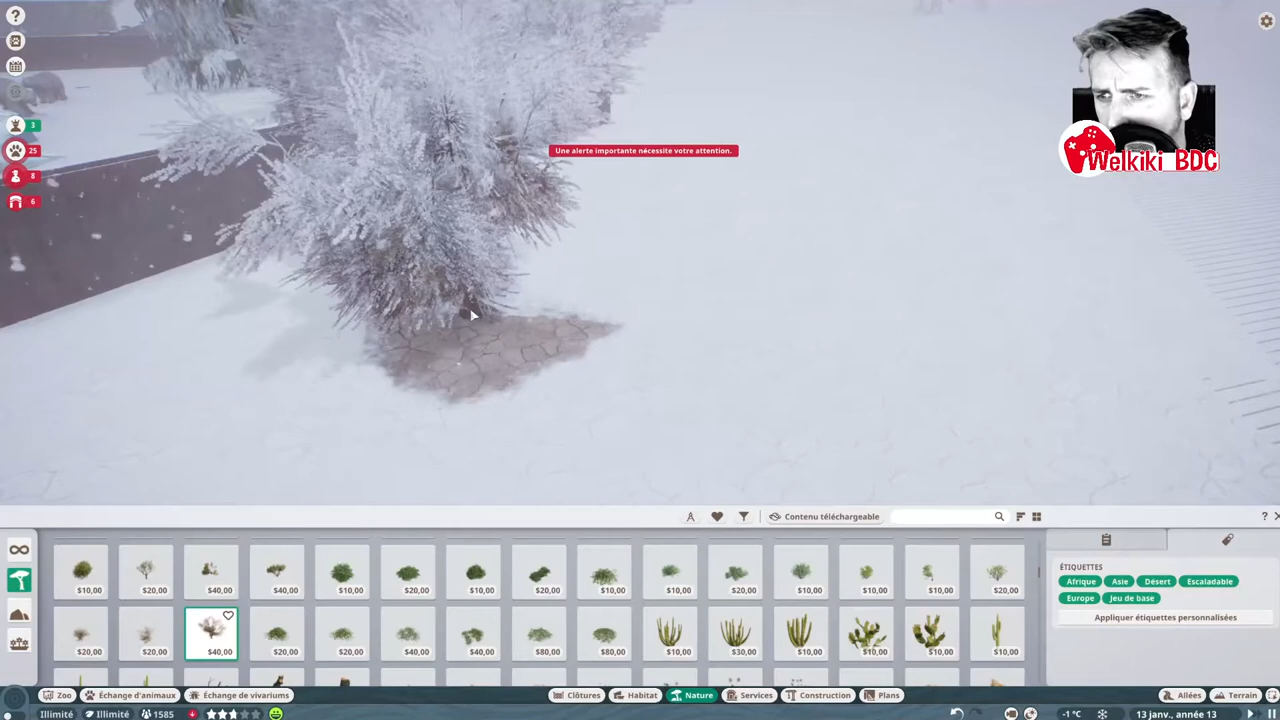 ?
3
25
8
6
Une alerte importante nécessite votre attention.
Welkiki_BDC
Contenu téléchargeable
?
$10,00 $20,00 $40,00 $40,00 $10,00 $20,00 $10,00 $20,00 $10,00 $10,00 $20,00 $10,00 $10,00 $10,00 $20,00
$20,00 $20,00 $40,00 $20,00 $20,00 $40,00 $40,00 $80,00 $80,00 $10,00 $30,00 $10,00 $10,00 $10,00 $10,00
ÉTIQUETTES
Afrique Asie Désert Escaladable
Europe Jeu de base
Appliquer étiquettes personnalisées
Zoo Échange d'animaux Échange de vivariums Clôtures Habitat Nature Services Construction Plans Allées Terrain
Illimité Illimité 1585 -1 °C 13 janv., année 13